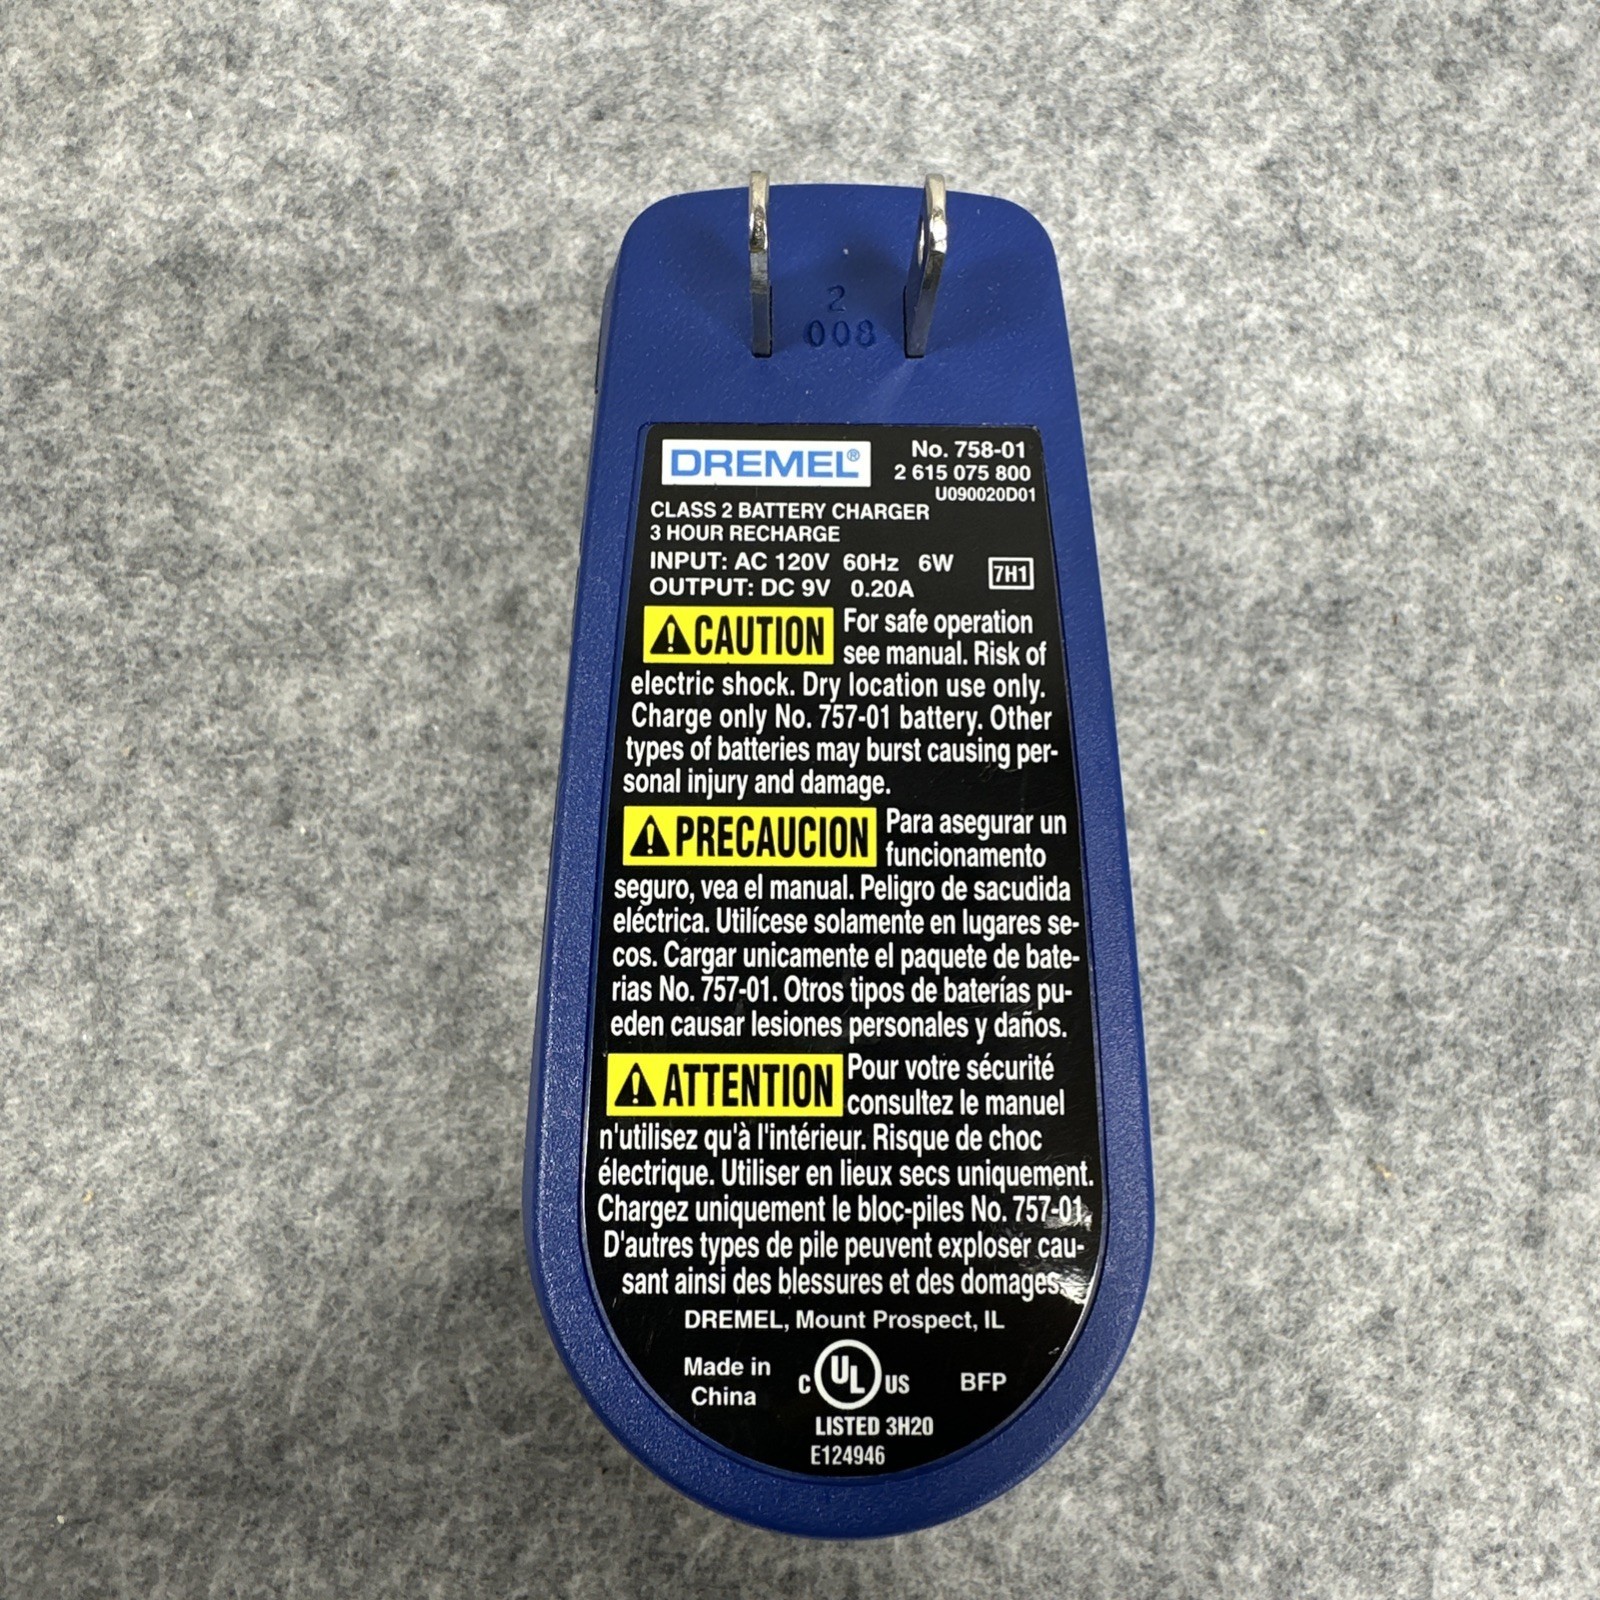 2
008
DREMEL® No. 758-01
2 615 075 800
U090020D01
CLASS 2 BATTERY CHARGER
3 HOUR RECHARGE
INPUT: AC 120V 60Hz 6W
OUTPUT: DC 9V 0.20A
7H1
⚠CAUTION For safe operation
see manual. Risk of
electric shock. Dry location use only.
Charge only No. 757-01 battery. Other
types of batteries may burst causing per-
sonal injury and damage.
⚠PRECAUCION Para asegurar un
funcionamento
seguro, vea el manual. Peligro de sacudida
eléctrica. Utilícese solamente en lugares se-
cos. Cargar unicamente el paquete de bate-
rias No. 757-01. Otros tipos de baterías pu-
eden causar lesiones personales y daños.
⚠ATTENTION Pour votre sécurité
consultez le manuel
n'utilisez qu'à l'intérieur. Risque de choc
électrique. Utiliser en lieux secs uniquement.
Chargez uniquement le bloc-piles No. 757-01.
D'autres types de pile peuvent exploser cau-
sant ainsi des blessures et des domages.
DREMEL, Mount Prospect, IL
Made in
China
C UL US
BFP
LISTED 3H20
E124946